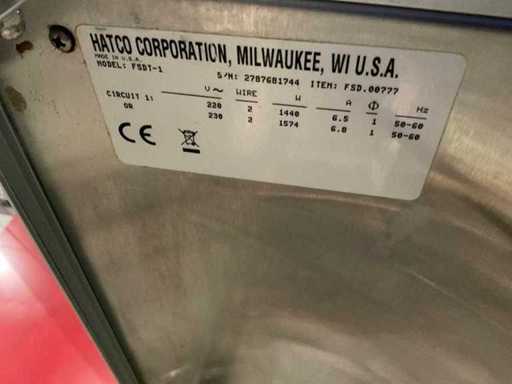 HATCO CORPORATION, MILWAUKEE, WI U.S.A.
MADE IN U.S.A.
MODEL: FSDT-1
S/N: 2787681744 ITEM: FSD.00777
V~ WIRE W A Φ Hz
CIRCUIT 1: 220 2 1440 6.5 1 50-60
OR 230 2 1574 6.8 1 50-60
CE